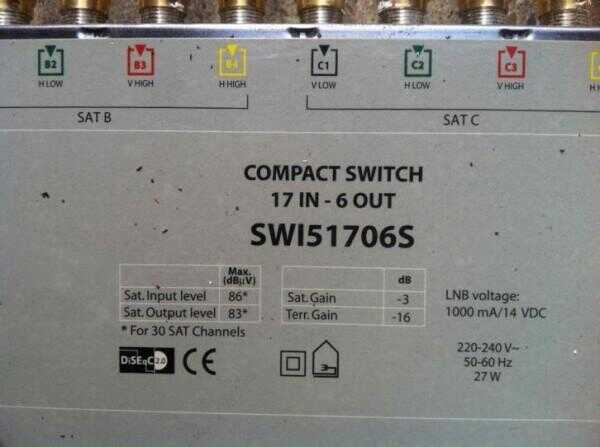 B2 B3 B4 C1 C2 C3
H LOW V HIGH H HIGH V LOW H LOW V HIGH
SAT B SAT C
COMPACT SWITCH
17 IN - 6 OUT
SWI51706S
Max.
(dBµV)
Sat. Input level 86*
Sat. Output level 83*
* For 30 SAT Channels
dB
Sat. Gain -3
Terr. Gain -16
LNB voltage:
1000 mA/14 VDC
DiSEqC 2.0 CE
220-240 V~
50-60 Hz
27 W